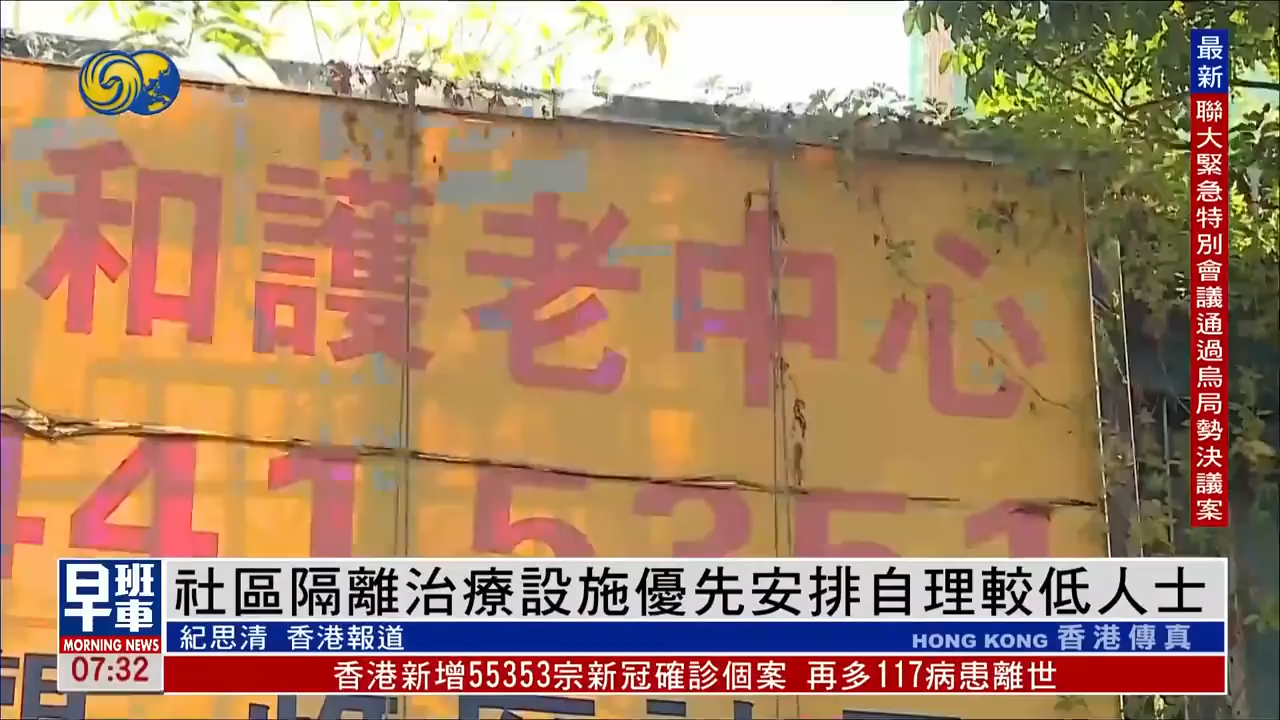 最新 聯大緊急特別會議通過烏局勢決議案
和護老中心
415351
早班車
社區隔離治療設施優先安排自理較低人士
MORNING NEWS
紀思清 香港報道
HONG KONG 香港傳真
07:32
香港新增55353宗新冠確診個案 再多117病患離世